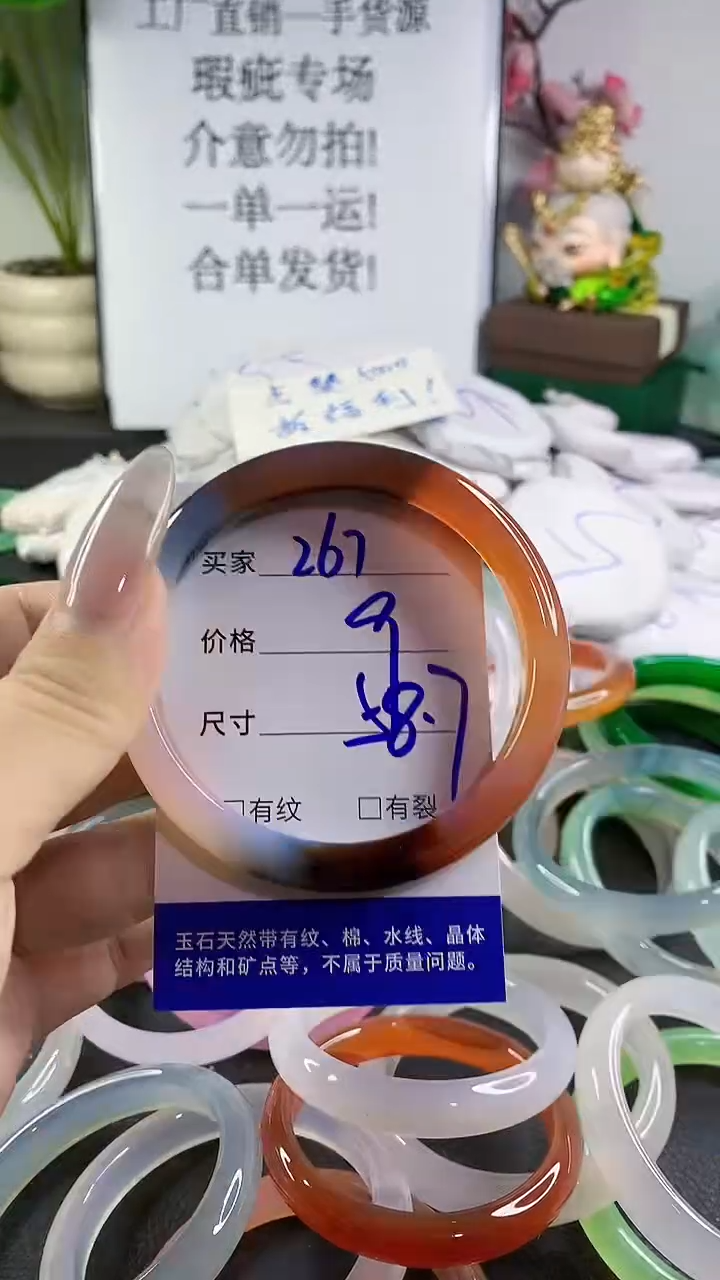 工厂直销一手货源
瑕疵专场
介意勿拍!
一单一运!
合单发货!
买家 267
价格 9
尺寸 58.7
□有纹 □有裂
玉石天然带有纹、棉、水线、晶体
结构和矿点等，不属于质量问题。